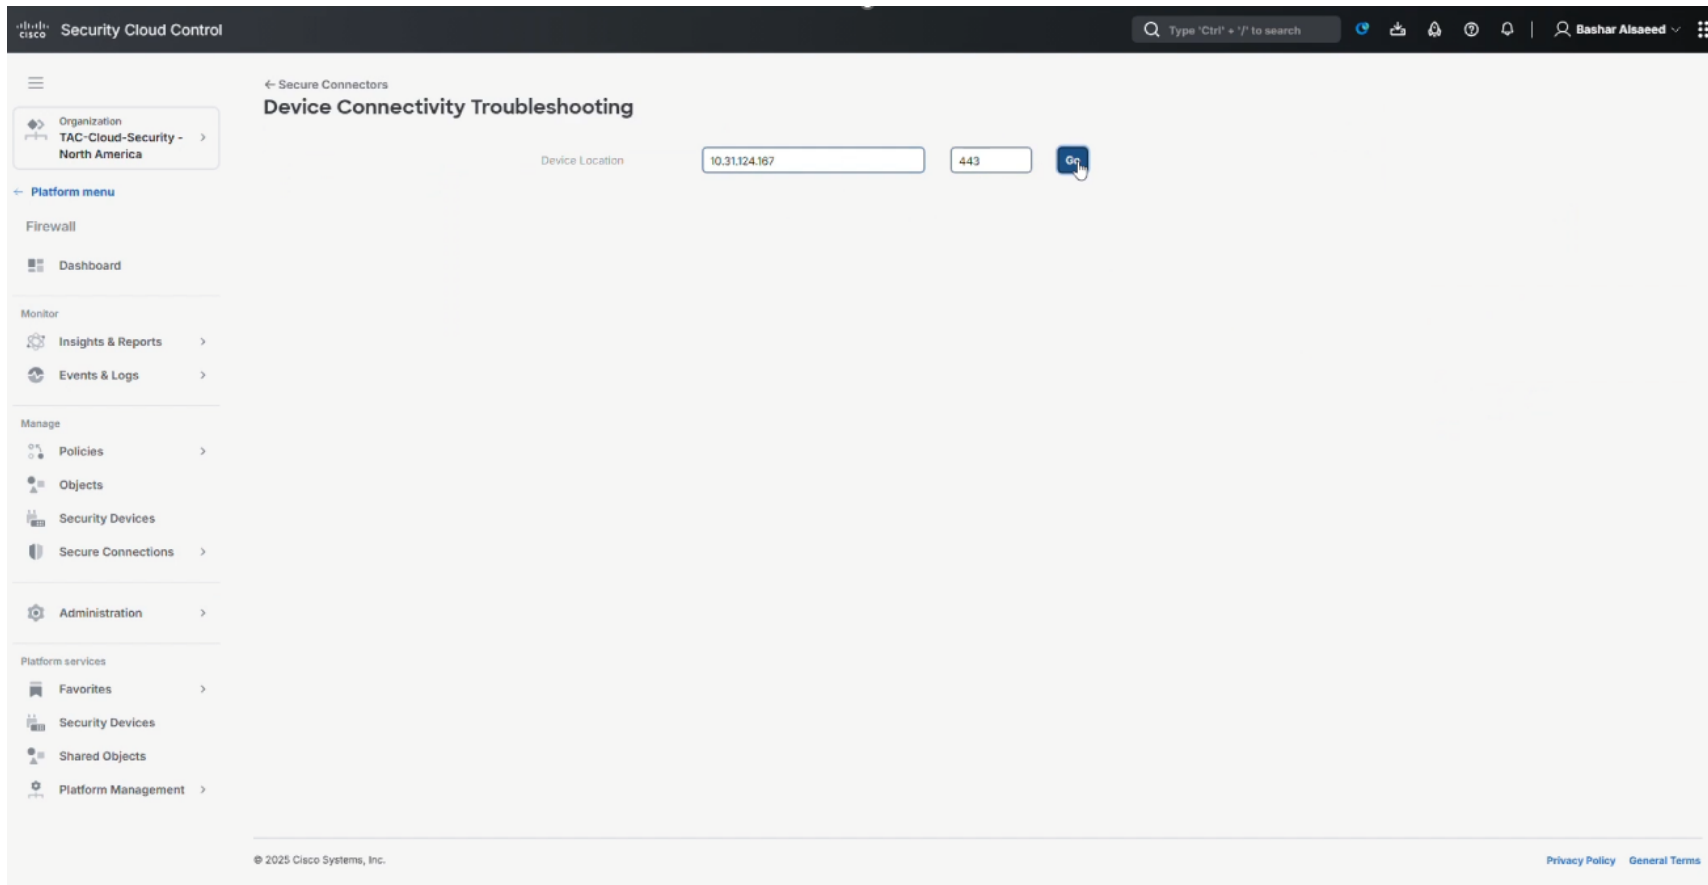 CISCO
Security Cloud Control
Type 'Ctrl' + '/' to search
Bashar Alsaeed
Organization
TAC-Cloud-Security -
North America
← Platform menu
Firewall
Dashboard
Monitor
Insights & Reports
Events & Logs
Manage
Policies
Objects
Security Devices
Secure Connections
Administration
Platform services
Favorites
Security Devices
Shared Objects
Platform Management
← Secure Connectors
Device Connectivity Troubleshooting
Device Location
10.31.124.167
443
Go
© 2025 Cisco Systems, Inc.
Privacy Policy
General Terms